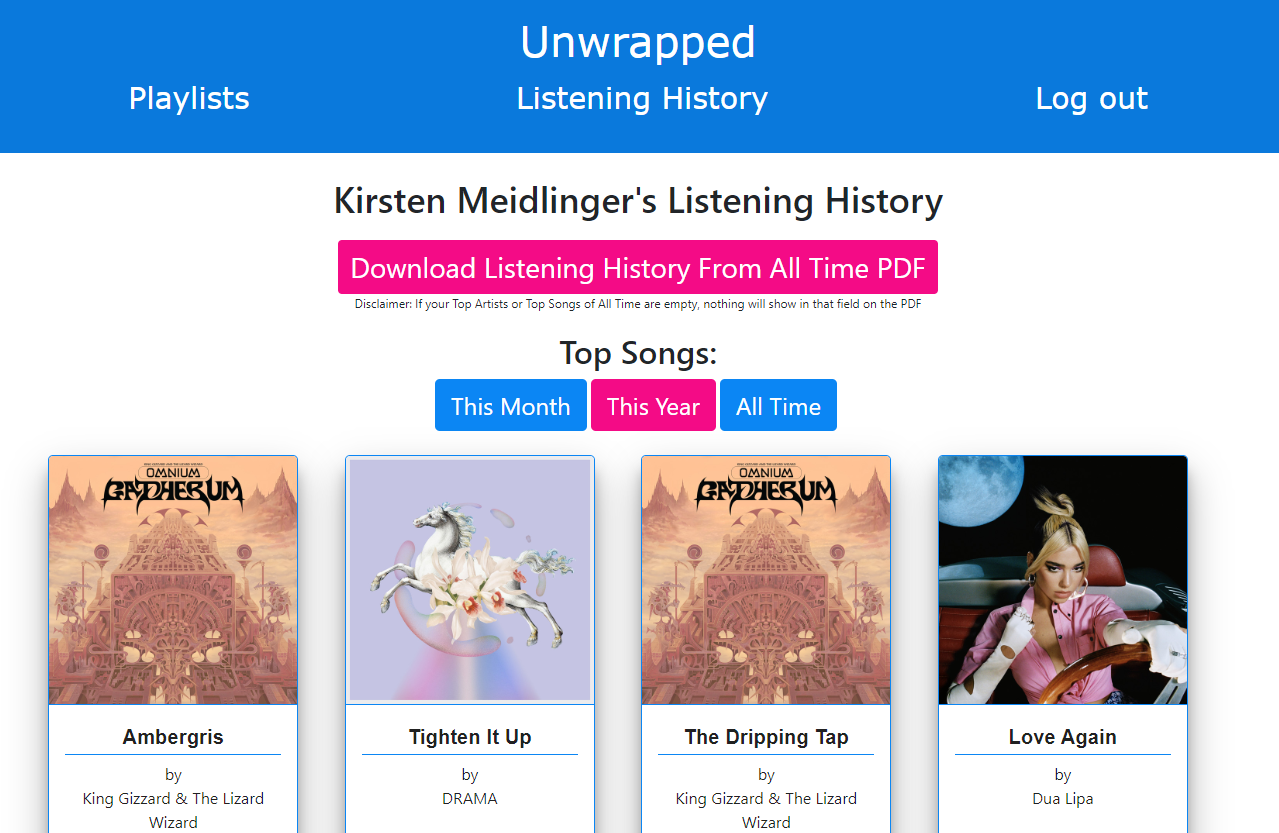 Unwrapped
Playlists
Listening History
Log out
Kirsten Meidlinger's Listening History
Download Listening History From All Time PDF
Disclaimer: If your Top Artists or Top Songs of All Time are empty, nothing will show in that field on the PDF
Top Songs:
This Month
This Year
All Time
OMNIUM
GATHERUM
Ambergris
by
King Gizzard & The Lizard
Wizard
Tighten It Up
by
DRAMA
OMNIUM
GATHERUM
The Dripping Tap
by
King Gizzard & The Lizard
Wizard
Love Again
by
Dua Lipa